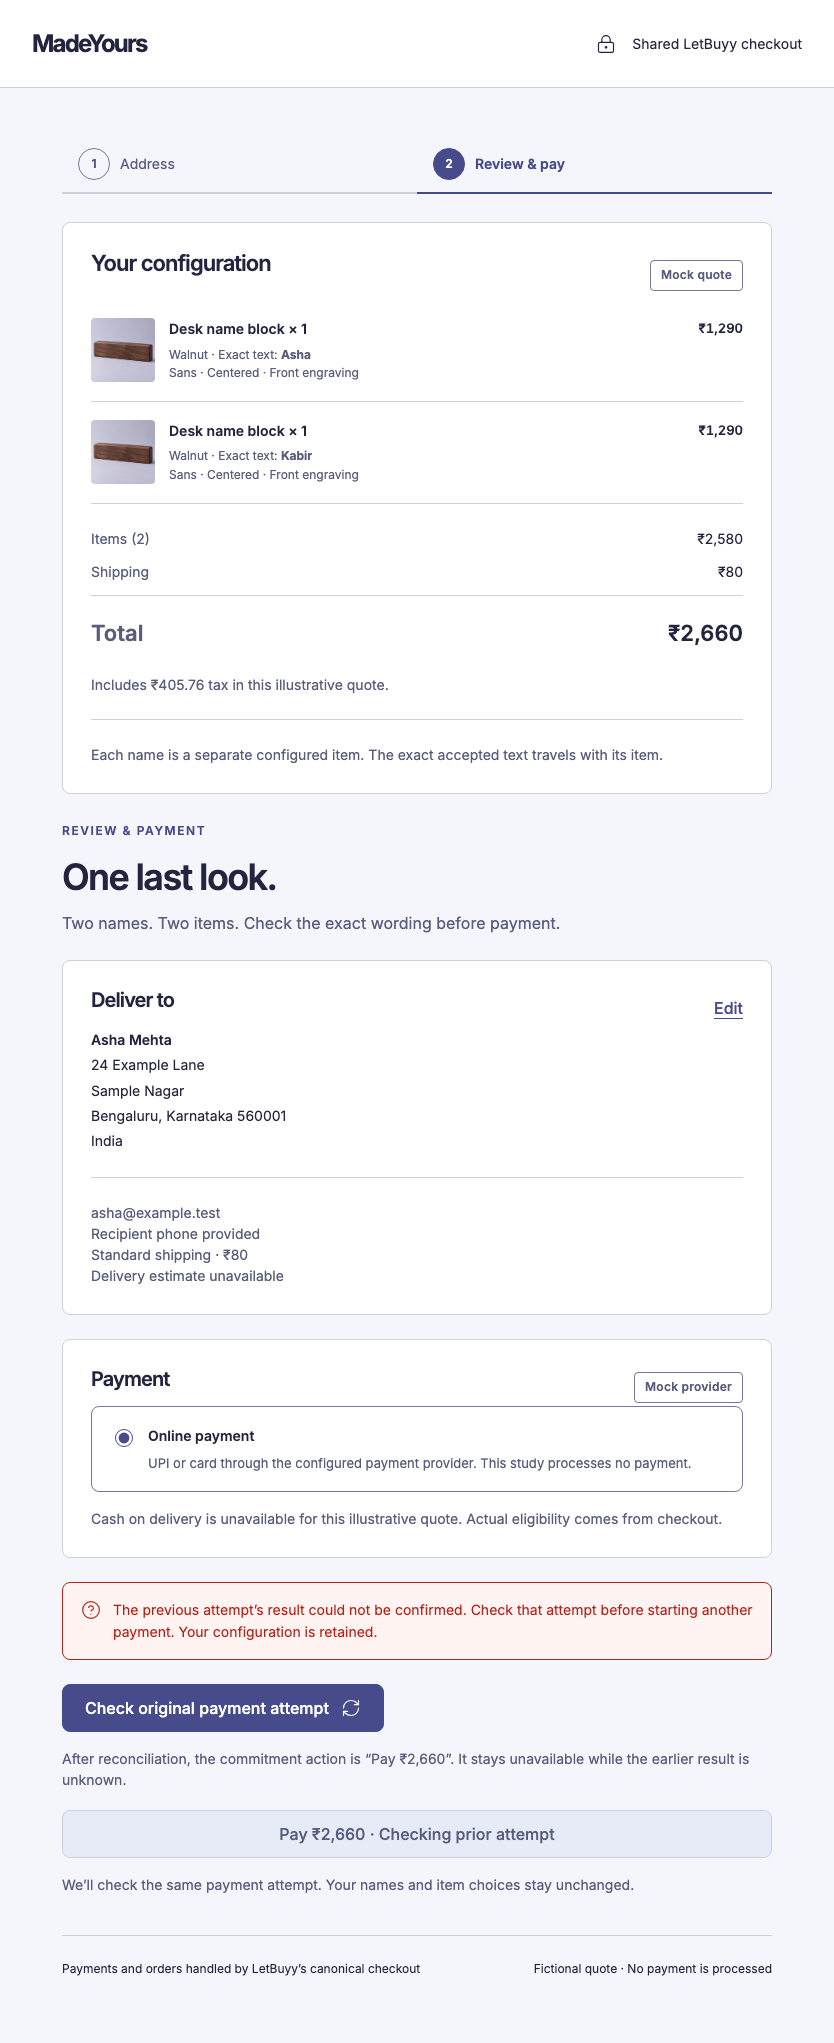 MadeYours
Shared LetBuyy checkout
1 Address
2 Review & pay
Your configuration
Mock quote
Desk name block × 1
₹1,290
Walnut · Exact text: Asha
Sans · Centered · Front engraving
Desk name block × 1
₹1,290
Walnut · Exact text: Kabir
Sans · Centered · Front engraving
Items (2)
₹2,580
Shipping
₹80
Total
₹2,660
Includes ₹405.76 tax in this illustrative quote.
Each name is a separate configured item. The exact accepted text travels with its item.
REVIEW & PAYMENT
One last look.
Two names. Two items. Check the exact wording before payment.
Deliver to
Edit
Asha Mehta
24 Example Lane
Sample Nagar
Bengaluru, Karnataka 560001
India
asha@example.test
Recipient phone provided
Standard shipping · ₹80
Delivery estimate unavailable
Payment
Mock provider
Online payment
UPI or card through the configured payment provider. This study processes no payment.
Cash on delivery is unavailable for this illustrative quote. Actual eligibility comes from checkout.
The previous attempt’s result could not be confirmed. Check that attempt before starting another
payment. Your configuration is retained.
Check original payment attempt
After reconciliation, the commitment action is “Pay ₹2,660”. It stays unavailable while the earlier result is
unknown.
Pay ₹2,660 · Checking prior attempt
We’ll check the same payment attempt. Your names and item choices stay unchanged.
Payments and orders handled by LetBuyy’s canonical checkout
Fictional quote · No payment is processed